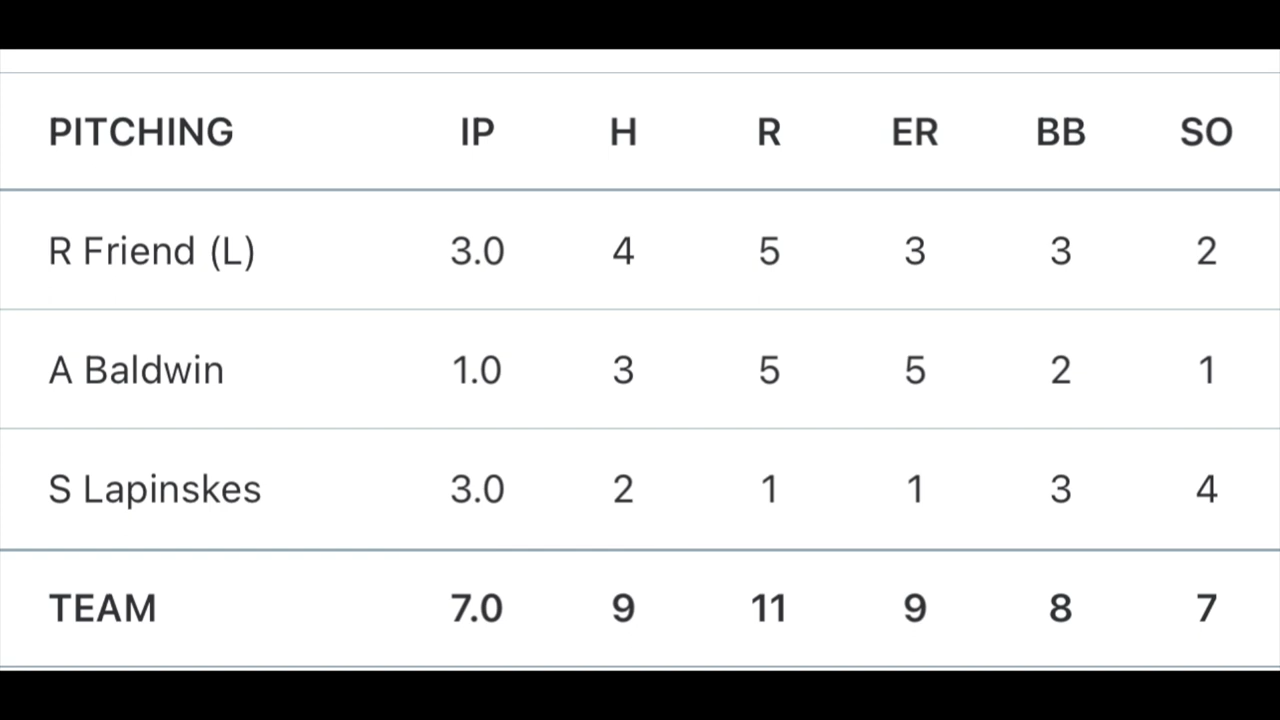 PITCHING IP H R ER BB SO
R Friend (L) 3.0 4 5 3 3 2
A Baldwin 1.0 3 5 5 2 1
S Lapinskes 3.0 2 1 1 3 4
TEAM 7.0 9 11 9 8 7